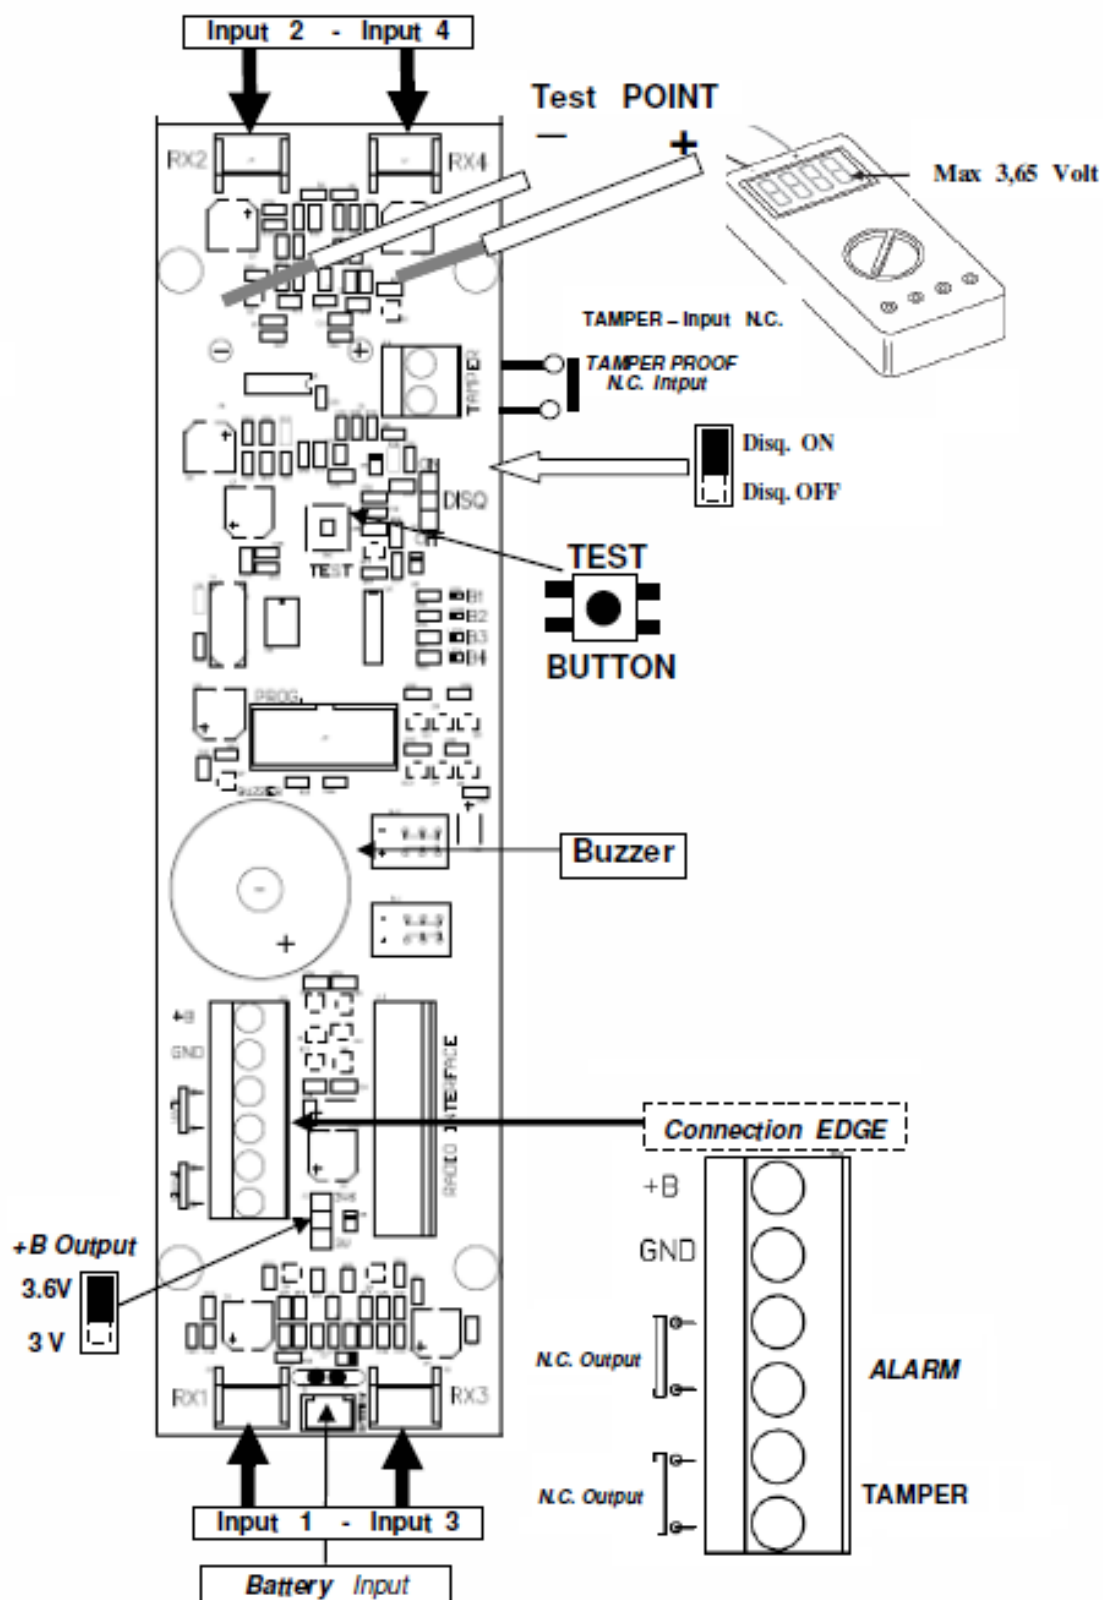 Input 2 - Input 4
Test POINT
− +
RX2
RX4
Max 3,65 Volt
TAMPER – Input N.C.
TAMPER
TAMPER PROOF
N.C. Intput
Disq. ON
Disq. OFF
DISQ
TEST
TEST
BUTTON
B1
B2
B3
B4
PROG.
BUZZER
Buzzer
+B
GND
RADIO INTERFACE
Connection EDGE
+B
GND
N.C. Output
ALARM
N.C. Output
TAMPER
+B Output
3.6V
3 V
RX1
RX3
Input 1 - Input 3
Battery Input